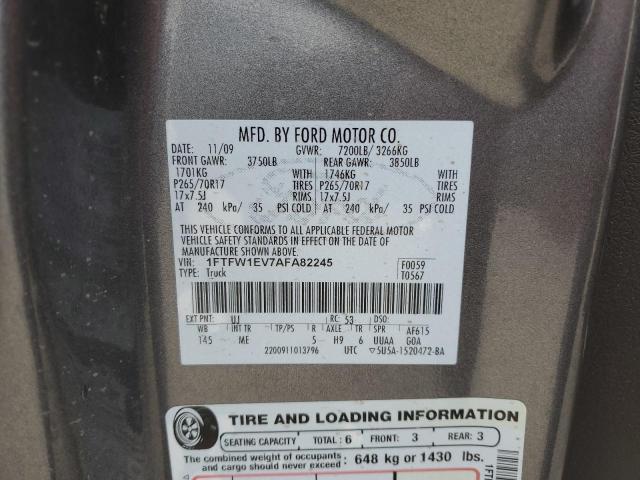 MFD. BY FORD MOTOR CO.
DATE: 11/09 GVWR: 7200LB/ 3266KG
FRONT GAWR: 3750LB REAR GAWR: 3850LB
1701KG WITH 1746KG WITH
P265/70R17 TIRES P265/70R17 TIRES
17x7.5J RIMS 17x7.5J RIMS
AT 240 kPa/ 35 PSI COLD AT 240 kPa/ 35 PSI COLD
THIS VEHICLE CONFORMS TO ALL APPLICABLE FEDERAL MOTOR
VEHICLE SAFETY STANDARDS IN EFFECT ON THE DATE OF
MANUFACTURE SHOWN ABOVE.
VIN: 1FTFW1EV7AFA82245 F0059
TYPE: Truck T0567
EXT PNT: UJ RC: 53 DSO:
WB INT TR TP/PS R AXLE TR SPR AF615
145 ME 5 H9 6 UUAA GOA
2200911013796 UTC 5U5A-1520472-BA
TIRE AND LOADING INFORMATION
SEATING CAPACITY TOTAL: 6 FRONT: 3 REAR: 3
The combined weight of occupants and cargo should never exceed: 648 kg or 1430 lbs.
1FT